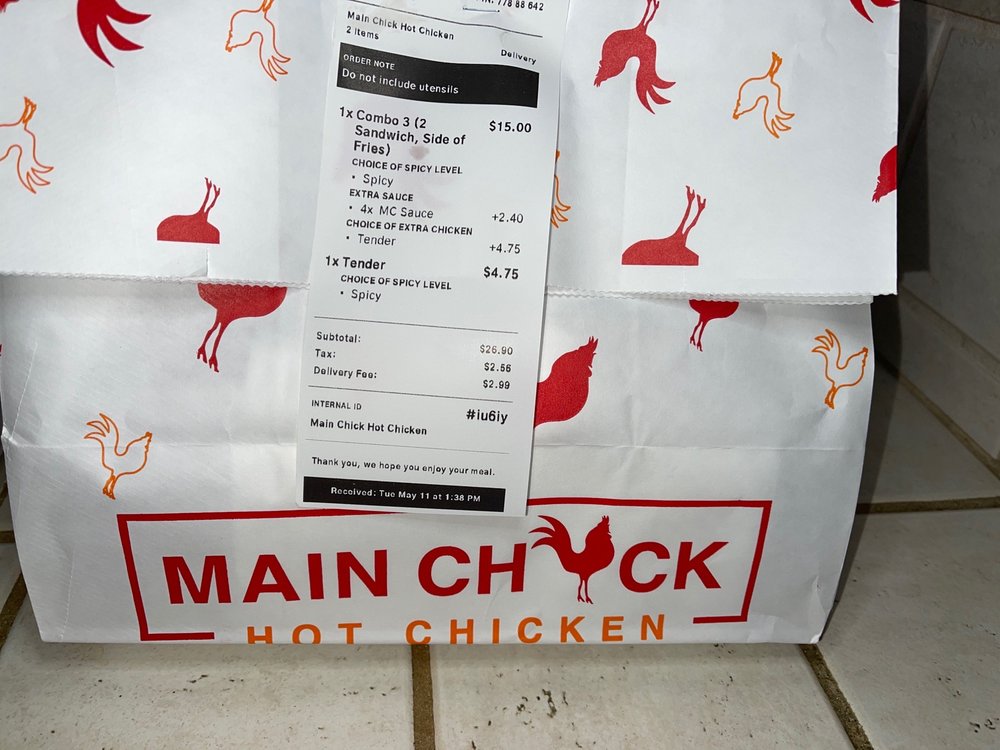 778 88 642
Main Chick Hot Chicken
2 Items
Delivery
ORDER NOTE
Do not include utensils
1x Combo 3 (2 $15.00
Sandwich, Side of
Fries)
CHOICE OF SPICY LEVEL
• Spicy
EXTRA SAUCE
• 4x MC Sauce +2.40
CHOICE OF EXTRA CHICKEN
• Tender +4.75
1x Tender $4.75
CHOICE OF SPICY LEVEL
• Spicy
Subtotal: $26.90
Tax: $2.56
Delivery Fee: $2.99
INTERNAL ID #iu6iy
Main Chick Hot Chicken
Thank you, we hope you enjoy your meal.
Received: Tue May 11 at 1:38 PM
MAIN CHICK
HOT CHICKEN